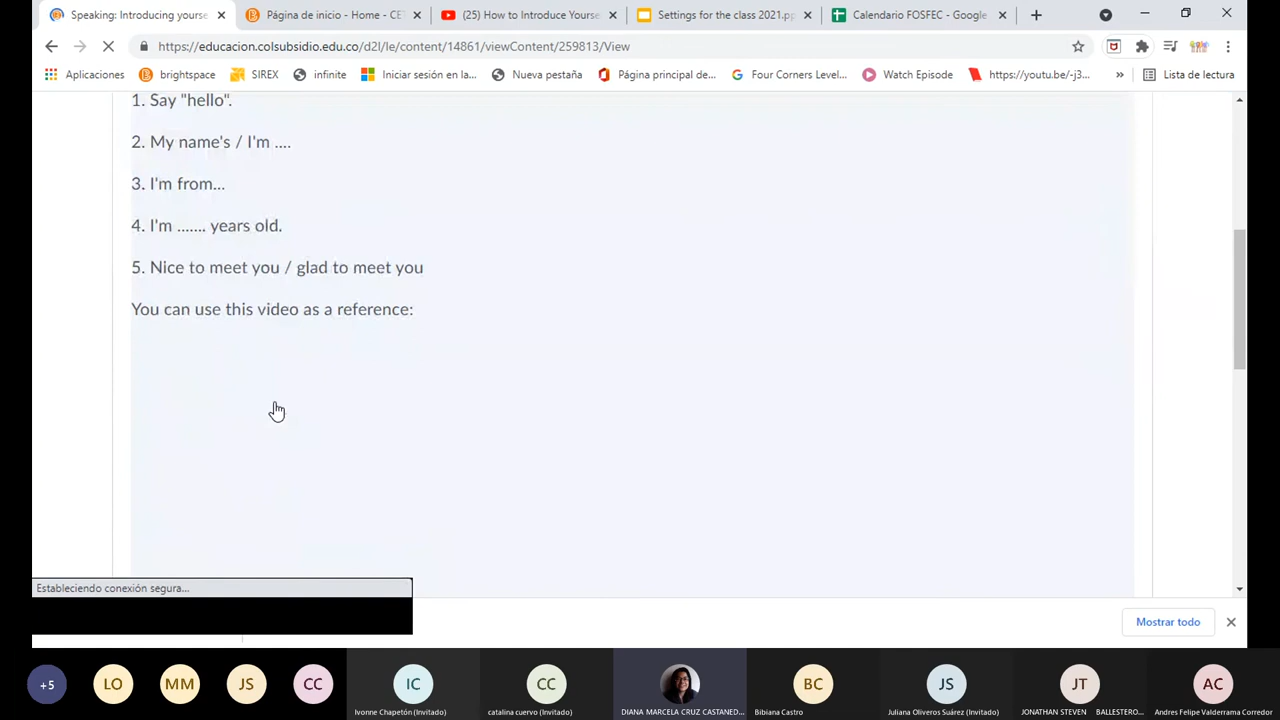 Speaking: Introducing yourse
Página de inicio - Home - CET
(25) How to Introduce Yourse
Settings for the class 2021.pp
Calendario FOSFEC - Google
https://educacion.colsubsidio.edu.co/d2l/le/content/14861/viewContent/259813/View
Aplicaciones
brightspace
SIREX
infinite
Iniciar sesión en la...
Nueva pestaña
Página principal de...
Four Corners Level...
Watch Episode
https://youtu.be/-j3...
»
Lista de lectura
1. Say "hello".
2. My name's / I'm ....
3. I'm from...
4. I'm ....... years old.
5. Nice to meet you / glad to meet you
You can use this video as a reference:
Estableciendo conexión segura...
Mostrar todo
+5
LO
MM
JS
CC
IC
CC
BC
JS
JT
AC
Ivonne Chapetón (Invitado)
catalina cuervo (Invitado)
DIANA MARCELA CRUZ CASTANED...
Bibiana Castro
Juliana Oliveros Suárez (Invitado)
JONATHAN STEVEN BALLESTERO...
Andres Felipe Valderrama Corredor